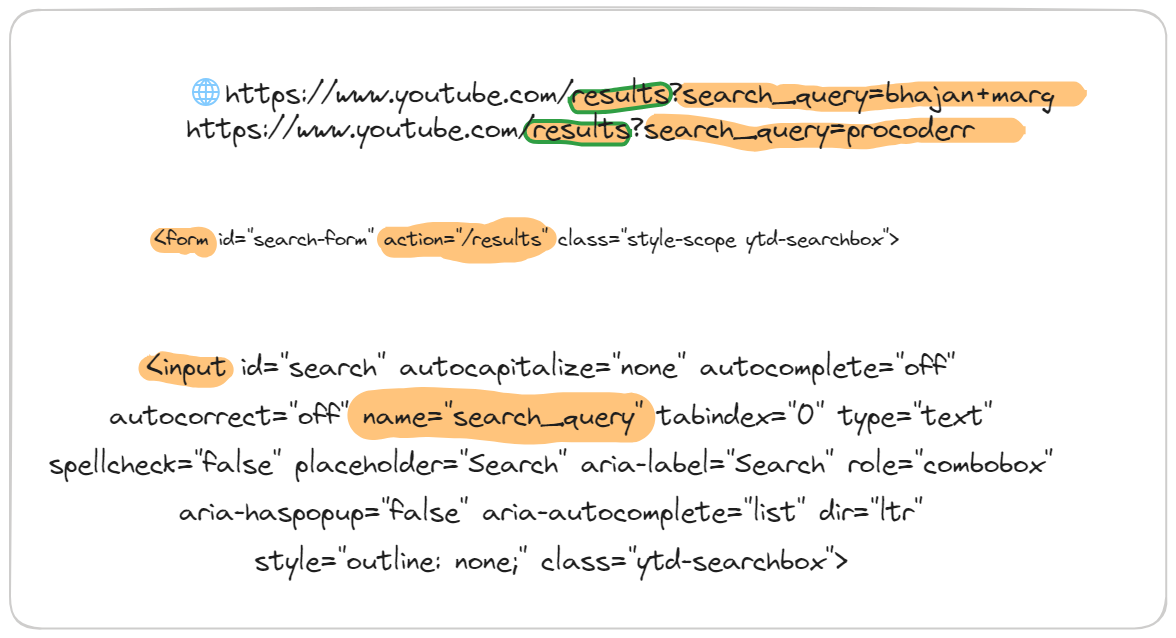 https://www.youtube.com/results?search_query=bhajan+marg
https://www.youtube.com/results?search_query=procoderr
<form id="search-form" action="/results" class="style-scope ytd-searchbox">
<input id="search" autocapitalize="none" autocomplete="off"
autocorrect="off" name="search_query" tabindex="0" type="text"
spellcheck="false" placeholder="Search" aria-label="Search" role="combobox"
aria-haspopup="false" aria-autocomplete="list" dir="ltr"
style="outline: none;" class="ytd-searchbox">